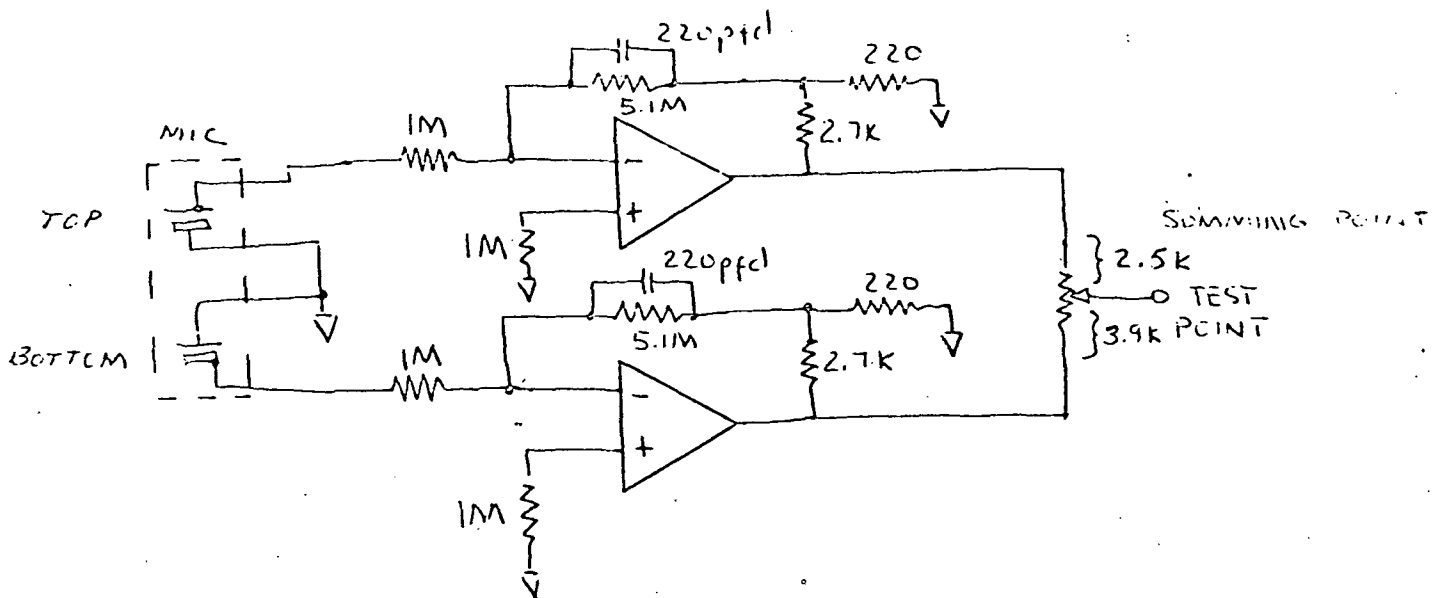 220pfd
220
5.1M
1M
2.7K
MIC
TOP
1M
SUMMING POINT
2.5K
220pfd
220
TEST
POINT
3.9K
5.1M
BOTTOM
1M
2.7K
1M